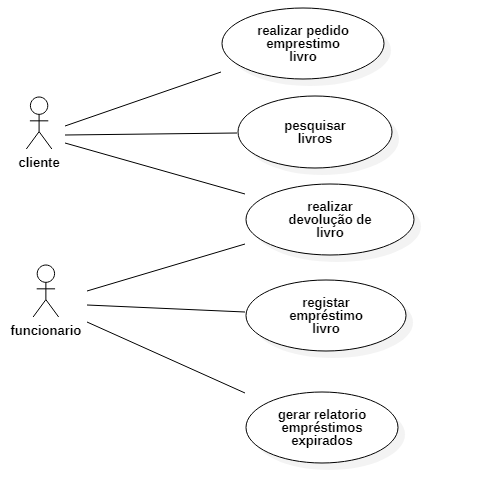 realizar pedido
emprestimo
livro
pesquisar
livros
cliente
realizar
devolução de
livro
registar
empréstimo
livro
funcionario
gerar relatorio
empréstimos
expirados